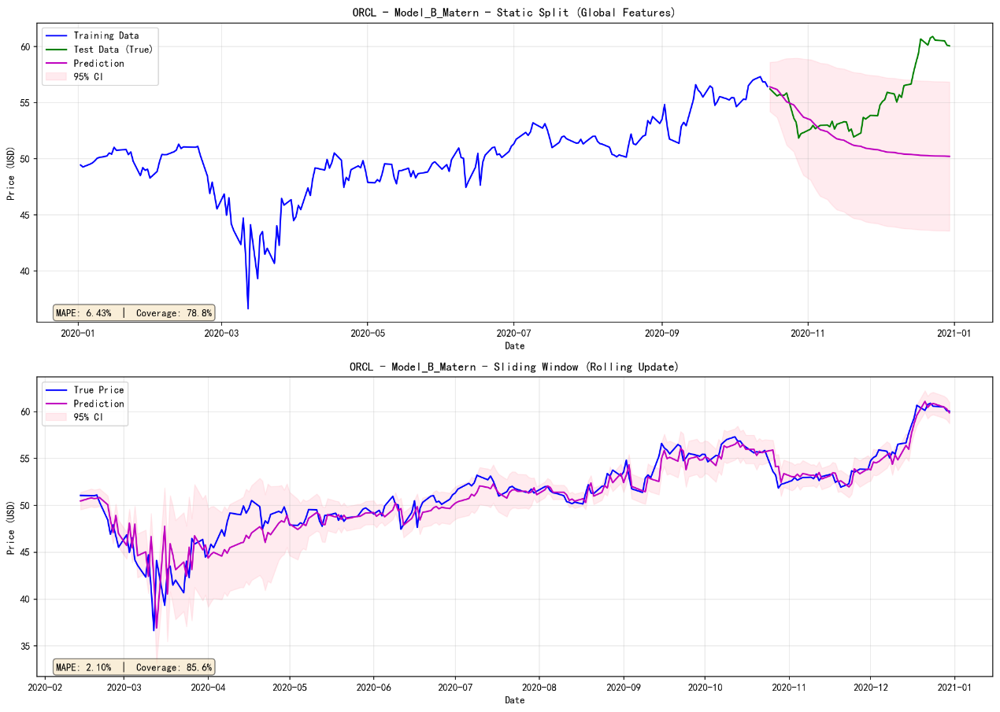 ORCL - Model_B_Matern - Static Split (Global Features)
Training Data
Test Data (True)
Prediction
95% CI
60
55
50
45
40
Price (USD)
MAPE: 6.43% | Coverage: 78.8%
2020-01 2020-03 2020-05 2020-07 2020-09 2020-11 2021-01
Date
ORCL - Model_B_Matern - Sliding Window (Rolling Update)
True Price
Prediction
95% CI
60
55
50
45
40
35
Price (USD)
MAPE: 2.10% | Coverage: 85.6%
2020-02 2020-03 2020-04 2020-05 2020-06 2020-07 2020-08 2020-09 2020-10 2020-11 2020-12 2021-01
Date